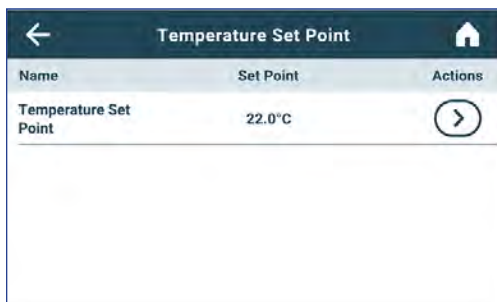 Temperature Set Point
Name Set Point Actions
Temperature Set
Point
22.0°C